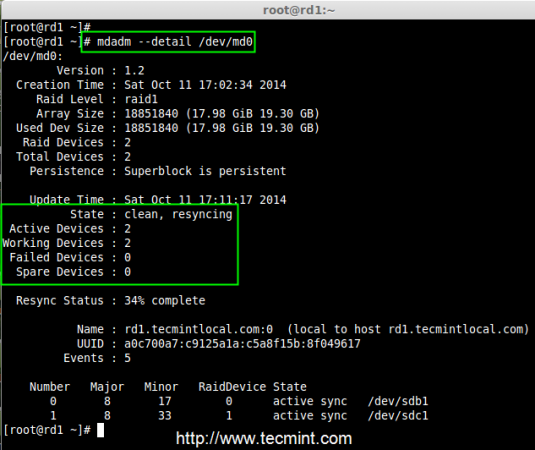 root@rd1:~
[root@rd1 ~]#
[root@rd1 ~]# mdadm --detail /dev/md0
/dev/md0:
Version : 1.2
Creation Time : Sat Oct 11 17:02:34 2014
Raid Level : raid1
Array Size : 18851840 (17.98 GiB 19.30 GB)
Used Dev Size : 18851840 (17.98 GiB 19.30 GB)
Raid Devices : 2
Total Devices : 2
Persistence : Superblock is persistent
Update Time : Sat Oct 11 17:11:17 2014
State : clean, resyncing
Active Devices : 2
Working Devices : 2
Failed Devices : 0
Spare Devices : 0
Resync Status : 34% complete
Name : rd1.tecmintlocal.com:0 (local to host rd1.tecmintlocal.com)
UUID : a0c700a7:c9125a1a:c5a8f15b:8f049617
Events : 5
Number Major Minor RaidDevice State
0 8 17 0 active sync /dev/sdb1
1 8 33 1 active sync /dev/sdc1
[root@rd1 ~]#
http://www.tecmint.com